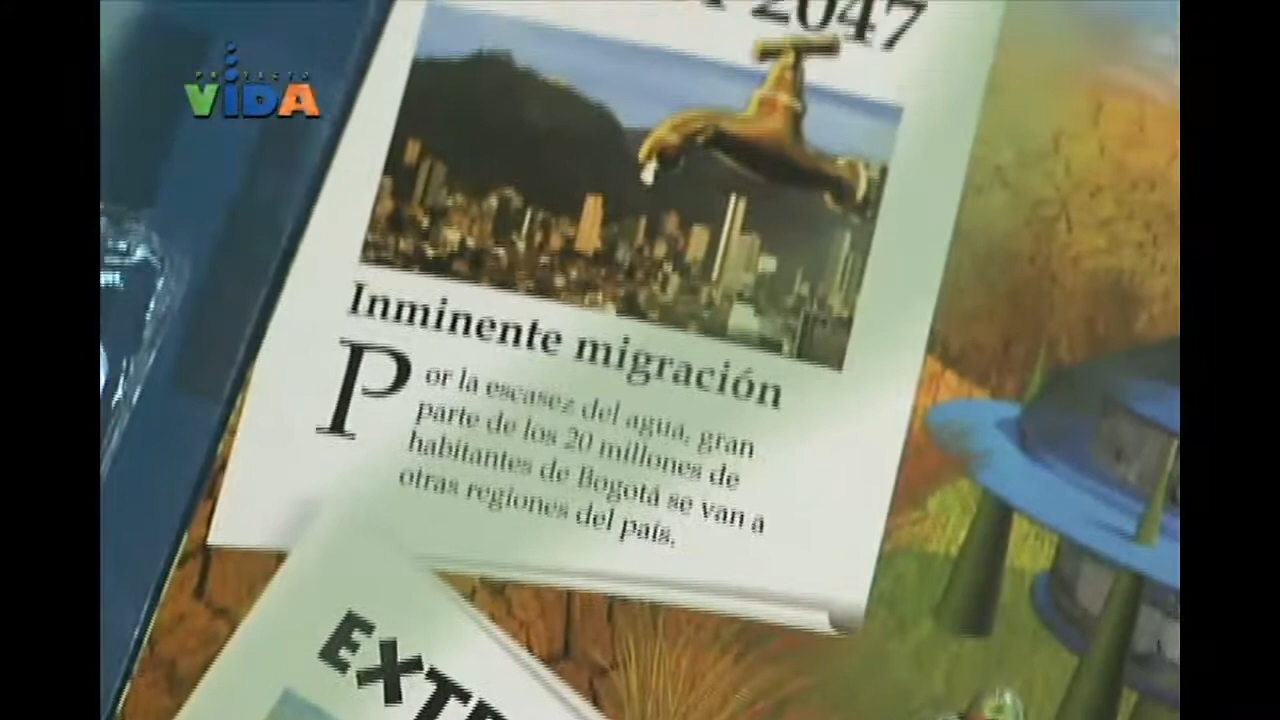 2047
PROYECTO
VIDA
Inminente migración
Por la escasez del agua, gran
parte de los 20 millones de
habitantes de Bogotá se van a
otras regiones del país.